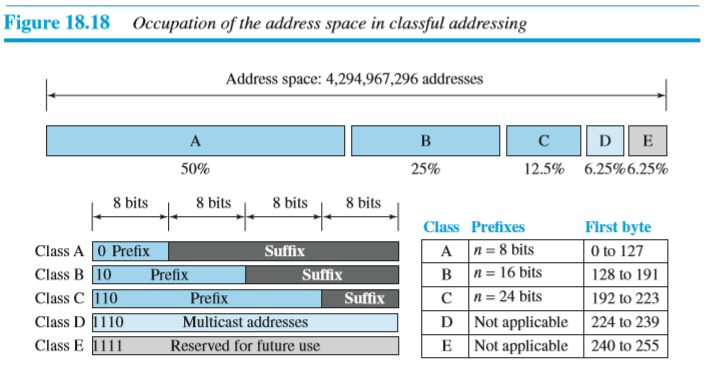 Figure 18.18 Occupation of the address space in classful addressing
Address space: 4,294,967,296 addresses
A B C D E
50% 25% 12.5% 6.25% 6.25%
8 bits 8 bits 8 bits 8 bits
Class A 0 Prefix Suffix
Class B 10 Prefix Suffix
Class C 110 Prefix Suffix
Class D 1110 Multicast addresses
Class E 1111 Reserved for future use
Class Prefixes First byte
A n = 8 bits 0 to 127
B n = 16 bits 128 to 191
C n = 24 bits 192 to 223
D Not applicable 224 to 239
E Not applicable 240 to 255